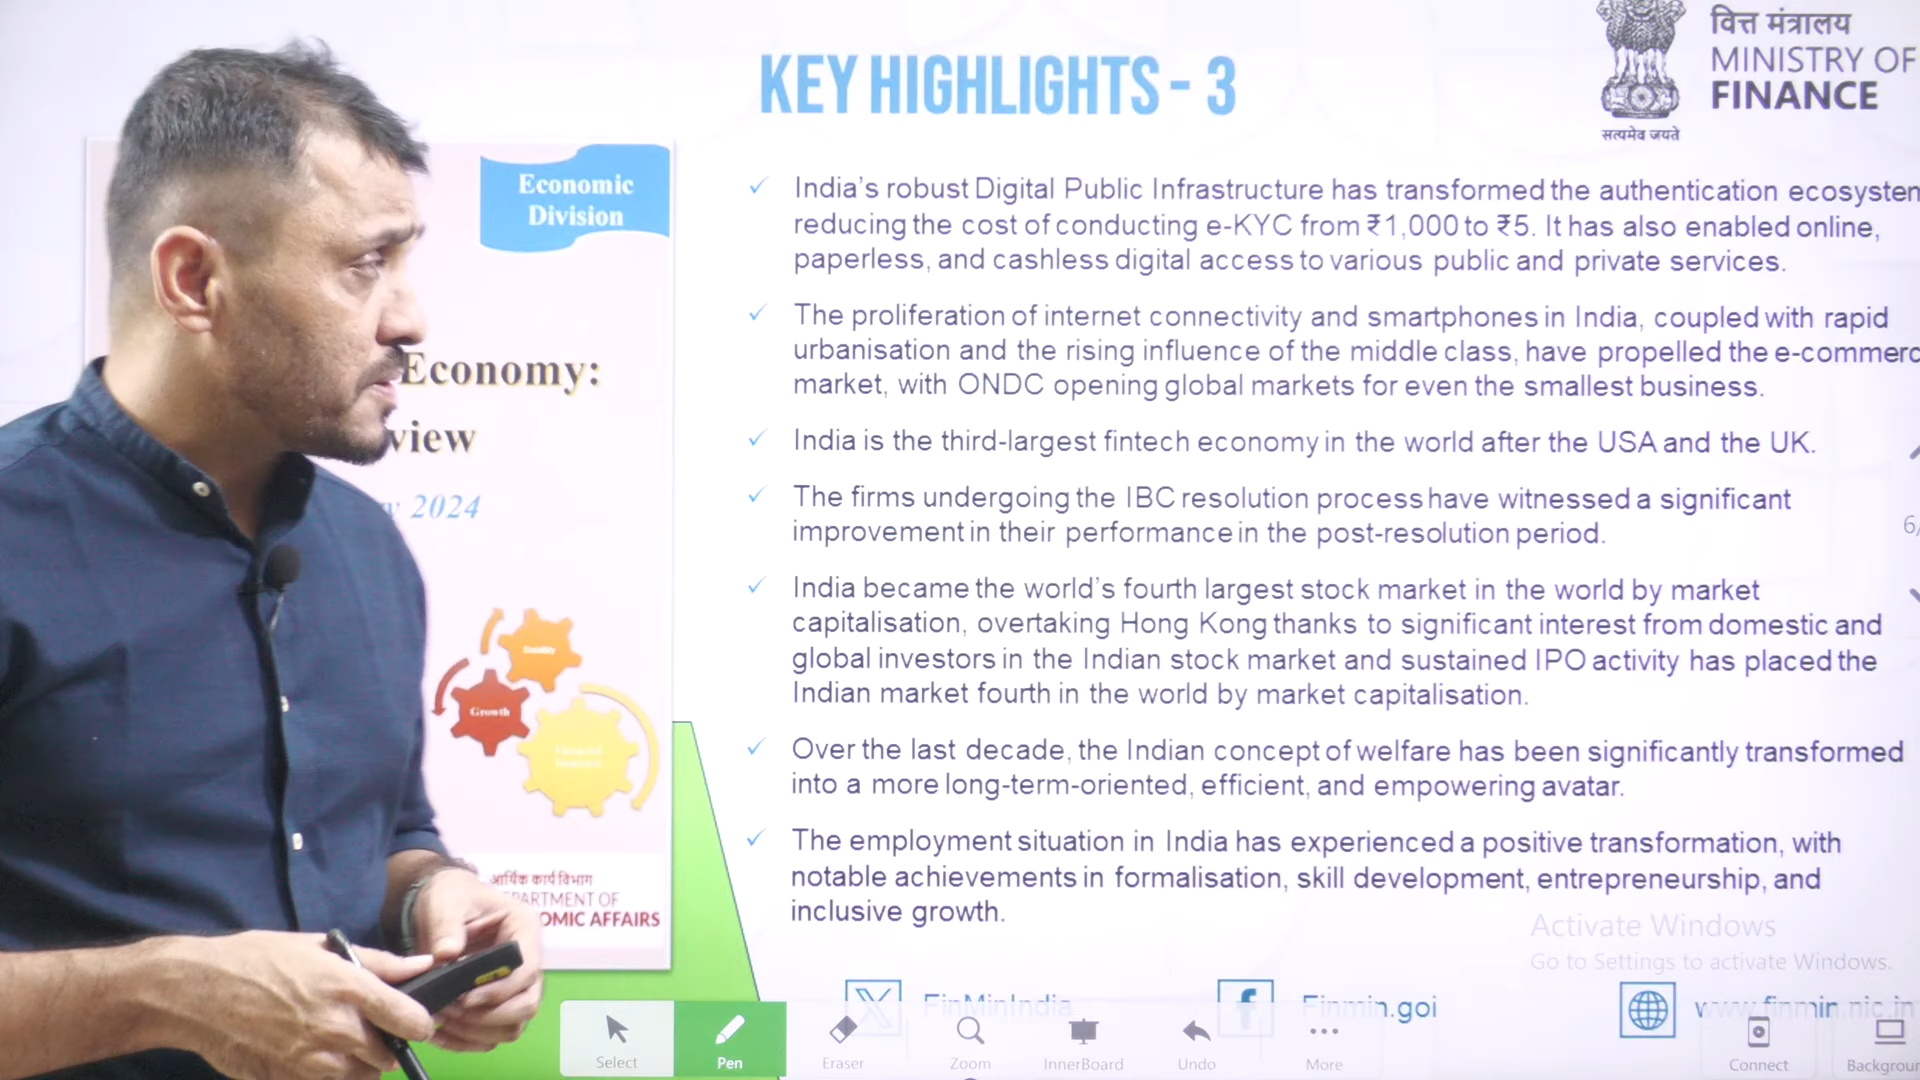 KEY HIGHLIGHTS - 3
वित्त मंत्रालय
MINISTRY OF
FINANCE
सत्यमेव जयते
Economic
Division
Economy:
view
2024
Growth
आर्थिक कार्य विभाग
PARTMENT OF
OMIC AFFAIRS
India's robust Digital Public Infrastructure has transformed the authentication ecosystem
reducing the cost of conducting e-KYC from ₹1,000 to ₹5. It has also enabled online,
paperless, and cashless digital access to various public and private services.
The proliferation of internet connectivity and smartphones in India, coupled with rapid
urbanisation and the rising influence of the middle class, have propelled the e-commerc
market, with ONDC opening global markets for even the smallest business.
India is the third-largest fintech economy in the world after the USA and the UK.
The firms undergoing the IBC resolution process have witnessed a significant
improvement in their performance in the post-resolution period.
India became the world's fourth largest stock market in the world by market
capitalisation, overtaking Hong Kong thanks to significant interest from domestic and
global investors in the Indian stock market and sustained IPO activity has placed the
Indian market fourth in the world by market capitalisation.
Over the last decade, the Indian concept of welfare has been significantly transformed
into a more long-term-oriented, efficient, and empowering avatar.
The employment situation in India has experienced a positive transformation, with
notable achievements in formalisation, skill development, entrepreneurship, and
inclusive growth.
Activate Windows
Go to Settings to activate Windows.
FinMinIndia
Finmin.goi
www.finmin.nic.in
Select
Pen
Eraser
Zoom
InnerBoard
Undo
More
Connect
Backgrour